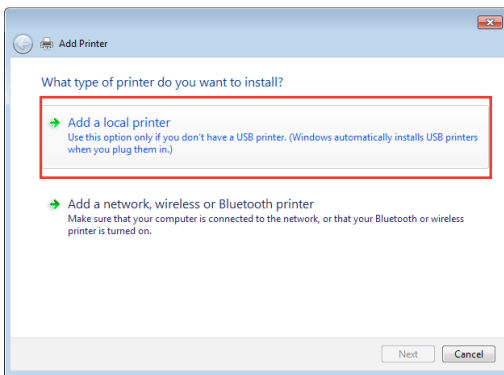 Add Printer
What type of printer do you want to install?
Add a local printer
Use this option only if you don't have a USB printer. (Windows automatically installs USB printers
when you plug them in.)
Add a network, wireless or Bluetooth printer
Make sure that your computer is connected to the network, or that your Bluetooth or wireless
printer is turned on.
Next Cancel